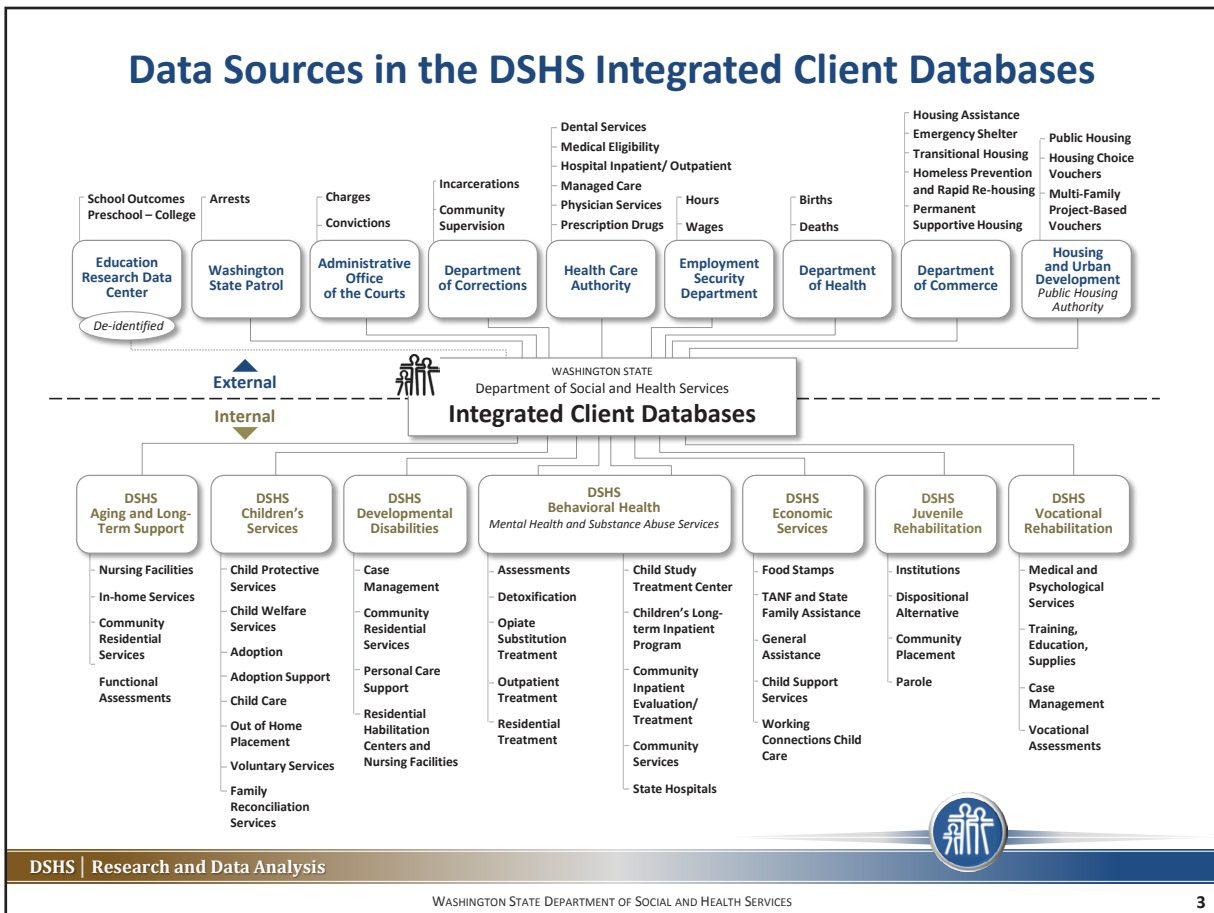 Data Sources in the DSHS Integrated Client Databases
School Outcomes
Preschool – College
Education
Research Data
Center
De-identified
Arrests
Washington
State Patrol
Charges
Convictions
Administrative
Office
of the Courts
Incarcerations
Community
Supervision
Department
of Corrections
Dental Services
Medical Eligibility
Hospital Inpatient/ Outpatient
Managed Care
Physician Services
Prescription Drugs
Health Care
Authority
Hours
Wages
Employment
Security
Department
Births
Deaths
Department
of Health
Housing Assistance
Emergency Shelter
Transitional Housing
Homeless Prevention
and Rapid Re-housing
Permanent
Supportive Housing
Department
of Commerce
Public Housing
Housing Choice
Vouchers
Multi-Family
Project-Based
Vouchers
Housing
and Urban
Development
Public Housing
Authority
External
Internal
WASHINGTON STATE
Department of Social and Health Services
Integrated Client Databases
DSHS
Aging and Long-
Term Support
Nursing Facilities
In-home Services
Community
Residential
Services
Functional
Assessments
DSHS
Children's
Services
Child Protective
Services
Child Welfare
Services
Adoption
Adoption Support
Child Care
Out of Home
Placement
Voluntary Services
Family
Reconciliation
Services
DSHS
Developmental
Disabilities
Case
Management
Community
Residential
Services
Personal Care
Support
Residential
Habilitation
Centers and
Nursing Facilities
DSHS
Behavioral Health
Mental Health and Substance Abuse Services
Assessments
Detoxification
Opiate
Substitution
Treatment
Outpatient
Treatment
Residential
Treatment
Child Study
Treatment Center
Children's Long-
term Inpatient
Program
Community
Inpatient
Evaluation/
Treatment
Community
Services
State Hospitals
DSHS
Economic
Services
Food Stamps
TANF and State
Family Assistance
General
Assistance
Child Support
Services
Working
Connections Child
Care
DSHS
Juvenile
Rehabilitation
Institutions
Dispositional
Alternative
Community
Placement
Parole
DSHS
Vocational
Rehabilitation
Medical and
Psychological
Services
Training,
Education,
Supplies
Case
Management
Vocational
Assessments
DSHS | Research and Data Analysis
WASHINGTON STATE DEPARTMENT OF SOCIAL AND HEALTH SERVICES
3